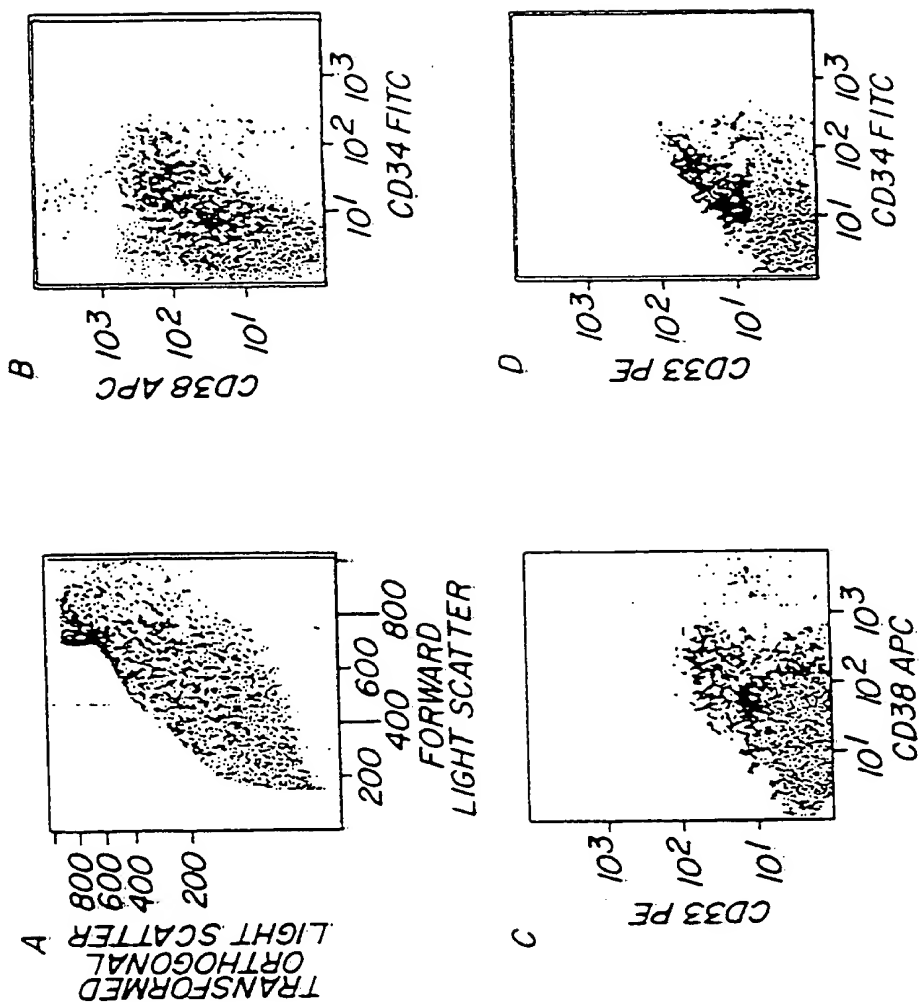 A
TRANSFORMED
ORTHOGONAL
LIGHT SCATTER
800
600
400
200
200 400 600 800
FORWARD
LIGHT SCATTER
B
CD38 APC
10³
10²
10¹
10¹ 10² 10³
CD34 FITC
C
CD33 PE
10³
10²
10¹
10¹ 10² 10³
CD38 APC
D
CD33 PE
10³
10²
10¹
10¹ 10² 10³
CD34 FITC